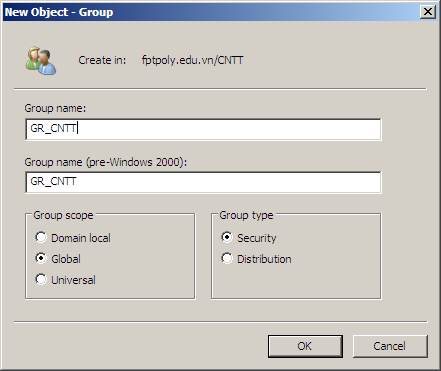 New Object - Group
Create in: fptpoly.edu.vn/CNTT
Group name:
GR_CNTT
Group name (pre-Windows 2000):
GR_CNTT
Group scope
Domain local
Global
Universal
Group type
Security
Distribution
OK Cancel